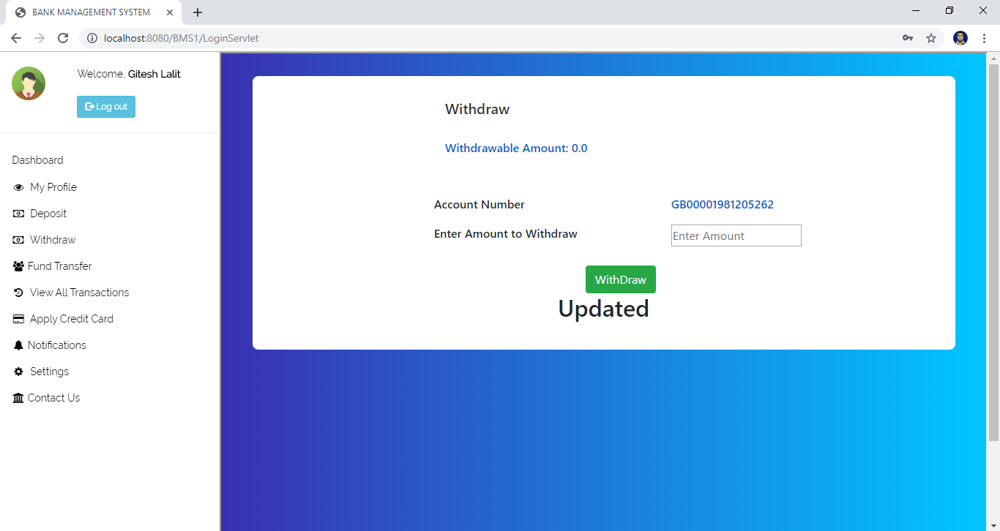 BANK MANAGEMENT SYSTEM
localhost:8080/BMS1/LoginServlet
Welcome, Gitesh Lalit
Log out
Dashboard
My Profile
Deposit
Withdraw
Fund Transfer
View All Transactions
Apply Credit Card
Notifications
Settings
Contact Us
Withdraw
Withdrawable Amount: 0.0
Account Number GB00001981205262
Enter Amount to Withdraw Enter Amount
WithDraw
Updated